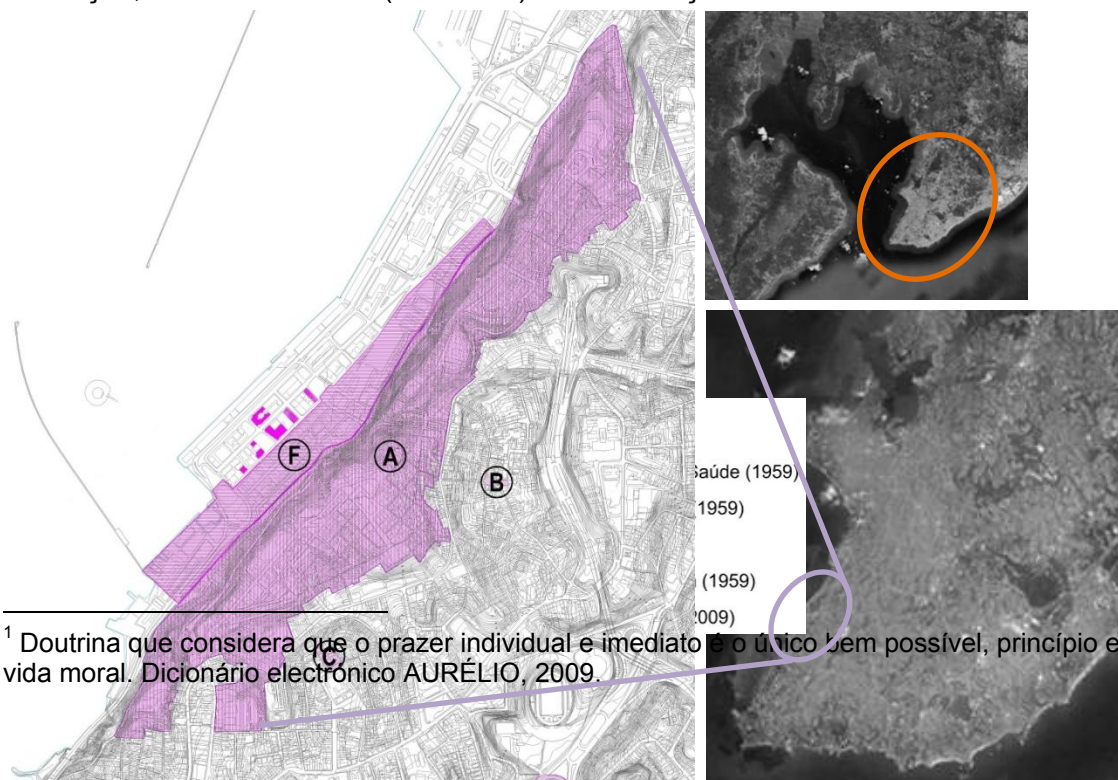 F
A
B
Saúde (1959)
1959)
(1959)
2009)
1 Doutrina que considera que o prazer individual e imediato é o único bem possível, princípio e
C
vida moral. Dicionário electrônico AURÉLIO, 2009.